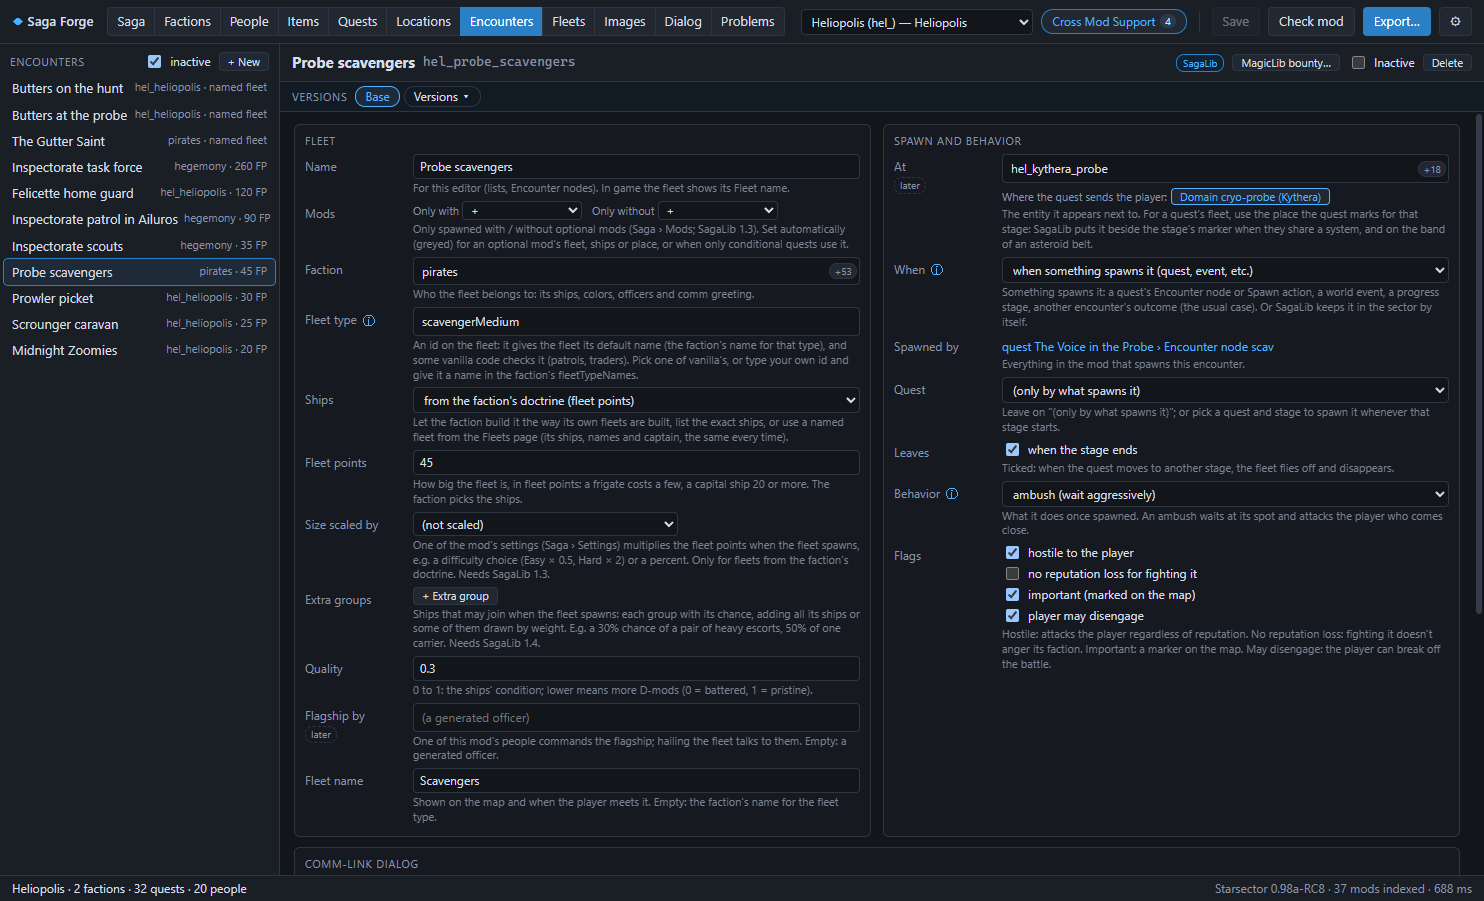 Saga Forge
Saga Factions People Items Quests Locations Encounters Fleets Images Dialog Problems
Heliopolis (hel_) — Heliopolis
Cross Mod Support 4
Save Check mod Export...
ENCOUNTERS inactive + New
Butters on the hunt hel_heliopolis · named fleet
Butters at the probe hel_heliopolis · named fleet
The Gutter Saint pirates · named fleet
Inspectorate task force hegemony · 260 FP
Felicette home guard hel_heliopolis · 120 FP
Inspectorate patrol in Ailuros hegemony · 90 FP
Inspectorate scouts hegemony · 35 FP
Probe scavengers pirates · 45 FP
Prowler picket hel_heliopolis · 30 FP
Scrounger caravan hel_heliopolis · 25 FP
Midnight Zoomies hel_heliopolis · 20 FP
Probe scavengers hel_probe_scavengers
SagaLib MagicLib bounty... Inactive Delete
VERSIONS Base Versions
FLEET
Name Probe scavengers
For this editor (lists, Encounter nodes). In game the fleet shows its Fleet name.
Mods Only with + Only without +
Only spawned with / without optional mods (Saga › Mods; SagaLib 1.3). Set automatically
(greyed) for an optional mod's fleet, ships or place, or when only conditional quests use it.
Faction pirates +53
Who the fleet belongs to: its ships, colors, officers and comm greeting.
Fleet type scavengerMedium
An id on the fleet: it gives the fleet its default name (the faction's name for that type), and
some vanilla code checks it (patrols, traders). Pick one of vanilla's, or type your own id and
give it a name in the faction's fleetTypeNames.
Ships from the faction's doctrine (fleet points)
Let the faction build it the way its own fleets are built, list the exact ships, or use a named
fleet from the Fleets page (its ships, names and captain, the same every time).
Fleet points 45
How big the fleet is, in fleet points: a frigate costs a few, a capital ship 20 or more. The
faction picks the ships.
Size scaled by (not scaled)
One of the mod's settings (Saga › Settings) multiplies the fleet points when the fleet spawns,
e.g. a difficulty choice (Easy × 0.5, Hard × 2) or a percent. Only for fleets from the faction's
doctrine. Needs SagaLib 1.3.
Extra groups + Extra group
Ships that may join when the fleet spawns: each group with its chance, adding all its ships or
some of them drawn by weight. E.g. a 30% chance of a pair of heavy escorts, 50% of one
carrier. Needs SagaLib 1.4.
Quality 0.3
0 to 1: the ships' condition; lower means more D-mods (0 = battered, 1 = pristine).
Flagship by (a generated officer)
later
One of this mod's people commands the flagship; hailing the fleet talks to them. Empty: a
generated officer.
Fleet name Scavengers
Shown on the map and when the player meets it. Empty: the faction's name for the fleet
type.
SPAWN AND BEHAVIOR
At hel_kythera_probe +18
later
Where the quest sends the player: Domain cryo-probe (Kythera)
The entity it appears next to. For a quest's fleet, use the place the quest marks for that
stage: SagaLib puts it beside the stage's marker when they share a system, and on the band
of an asteroid belt.
When when something spawns it (quest, event, etc.)
Something spawns it: a quest's Encounter node or Spawn action, a world event, a progress
stage, another encounter's outcome (the usual case). Or SagaLib keeps it in the sector by
itself.
Spawned by quest The Voice in the Probe › Encounter node scav
Everything in the mod that spawns this encounter.
Quest (only by what spawns it)
Leave on "(only by what spawns it)"; or pick a quest and stage to spawn it whenever that
stage starts.
Leaves when the stage ends
Ticked: when the quest moves to another stage, the fleet flies off and disappears.
Behavior ambush (wait aggressively)
What it does once spawned. An ambush waits at its spot and attacks the player who comes
close.
Flags hostile to the player
no reputation loss for fighting it
important (marked on the map)
player may disengage
Hostile: attacks the player regardless of reputation. No reputation loss: fighting it doesn't
anger its faction. Important: a marker on the map. May disengage: the player can break off
the battle.
COMM-LINK DIALOG
Heliopolis · 2 factions · 32 quests · 20 people
Starsector 0.98a-RC8 · 37 mods indexed · 688 ms